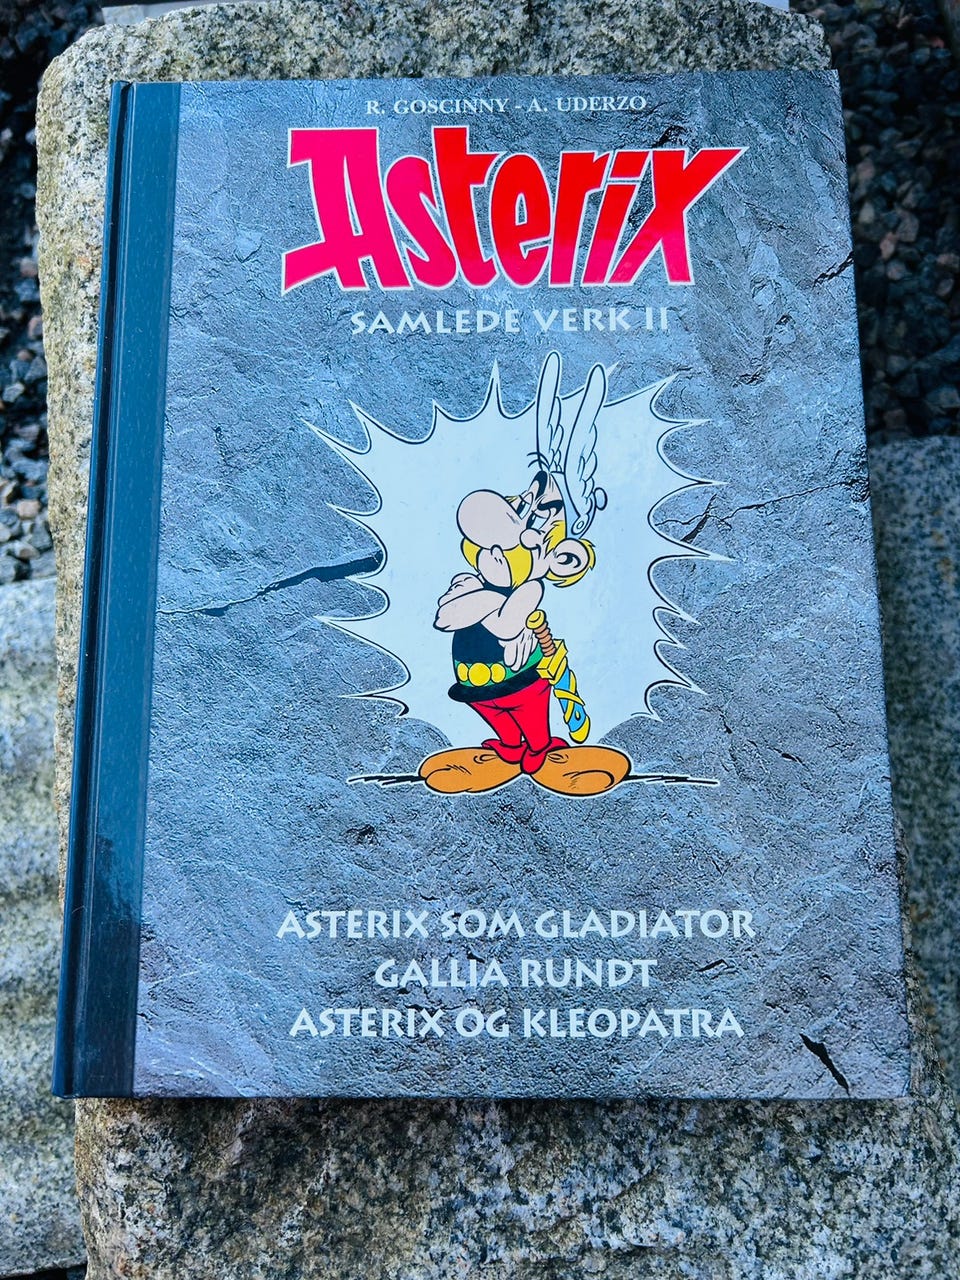 R. GOSCINNY - A. UDERZO
Asterix
SAMLEDE VERK II
ASTERIX SOM GLADIATOR
GALLIA RUNDT
ASTERIX OG KLEOPATRA